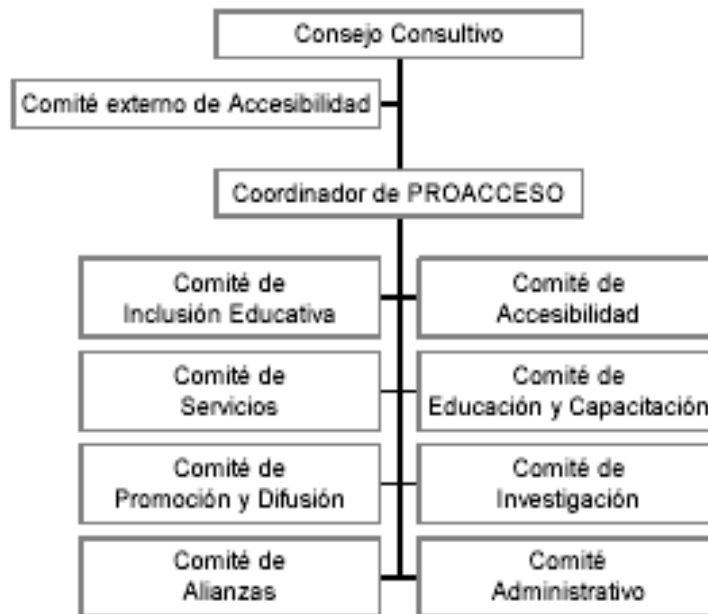 Consejo Consultivo
Comité externo de Accesibilidad
Coordinador de PROACCESO
Comité de
Inclusión Educativa
Comité de
Accesibilidad
Comité de
Servicios
Comité de
Educación y Capacitación
Comité de
Promoción y Difusión
Comité de
Investigación
Comité de
Alianzas
Comité
Administrativo